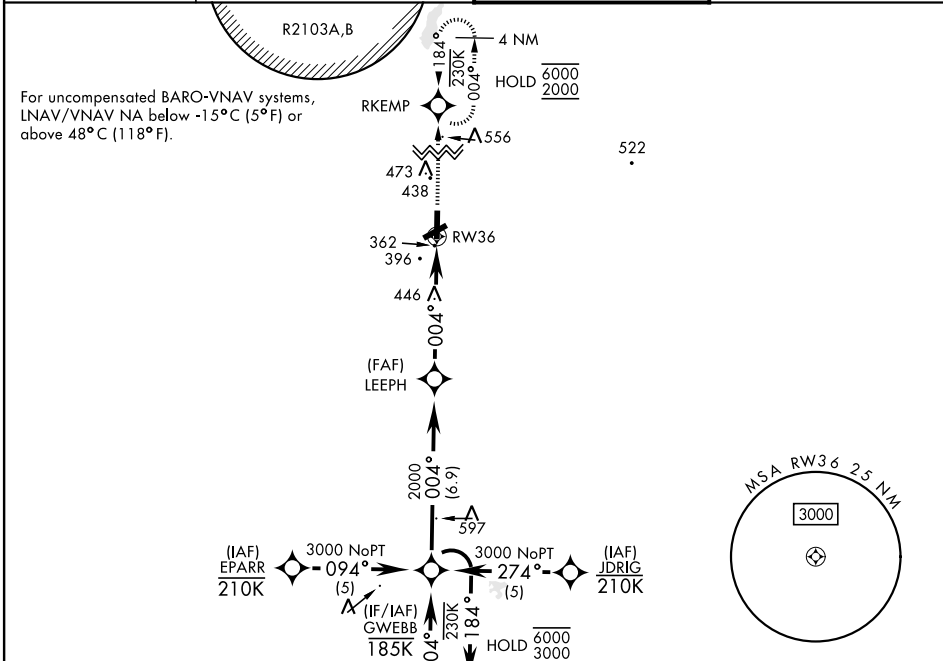 R2103A,B
For uncompensated BARO-VNAV systems,
LNAV/VNAV NA below -15°C (5°F) or
above 48°C (118°F).
184°
230K
004°
4 NM
HOLD 6000
2000
RKEMP
556
522
473
438
RW36
362
396
446
004°
(FAF)
LEEPH
2000
004°
(6.9)
597
MSA RW36 25 NM
3000
(IAF)
EPARR
210K
3000 NoPT
094°
(5)
3000 NoPT
274°
(5)
(IAF)
JDRIG
210K
(IF/IAF)
GWEBB
185K
04°
230K
184°
HOLD 6000
3000